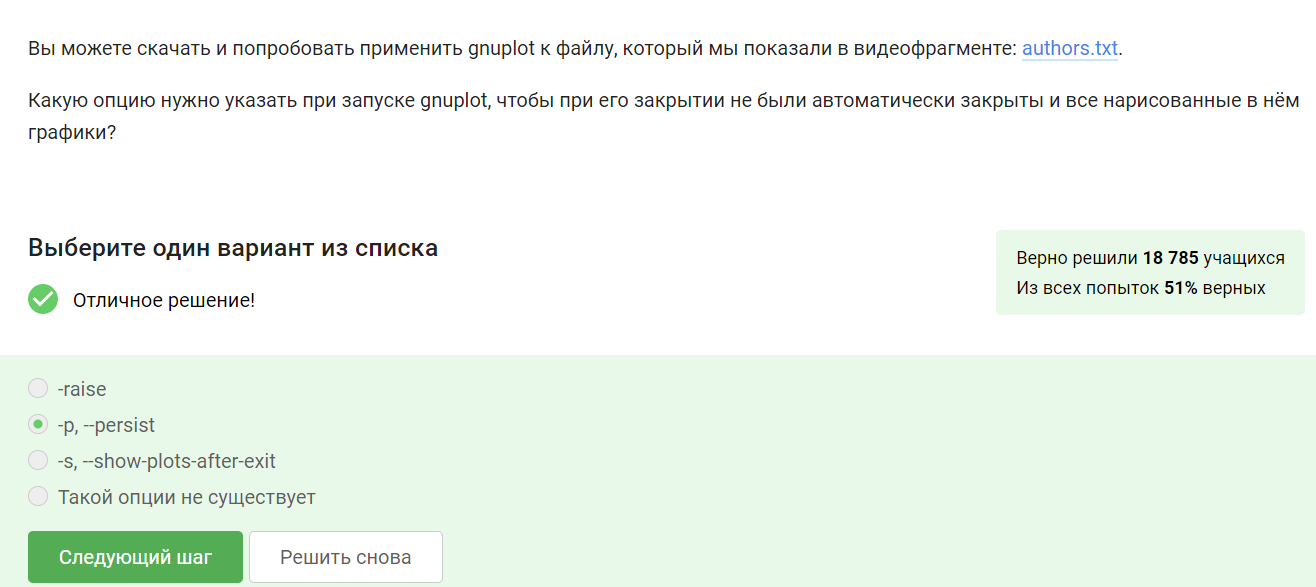 Вы можете скачать и попробовать применить gnuplot к файлу, который мы показали в видеофрагменте: authors.txt.
Какую опцию нужно указать при запуске gnuplot, чтобы при его закрытии не были автоматически закрыты и все нарисованные в нём
графики?
Выберите один вариант из списка
Отличное решение!
Верно решили 18 785 учащихся
Из всех попыток 51% верных
-raise
-p, --persist
-s, --show-plots-after-exit
Такой опции не существует
Следующий шаг
Решить снова